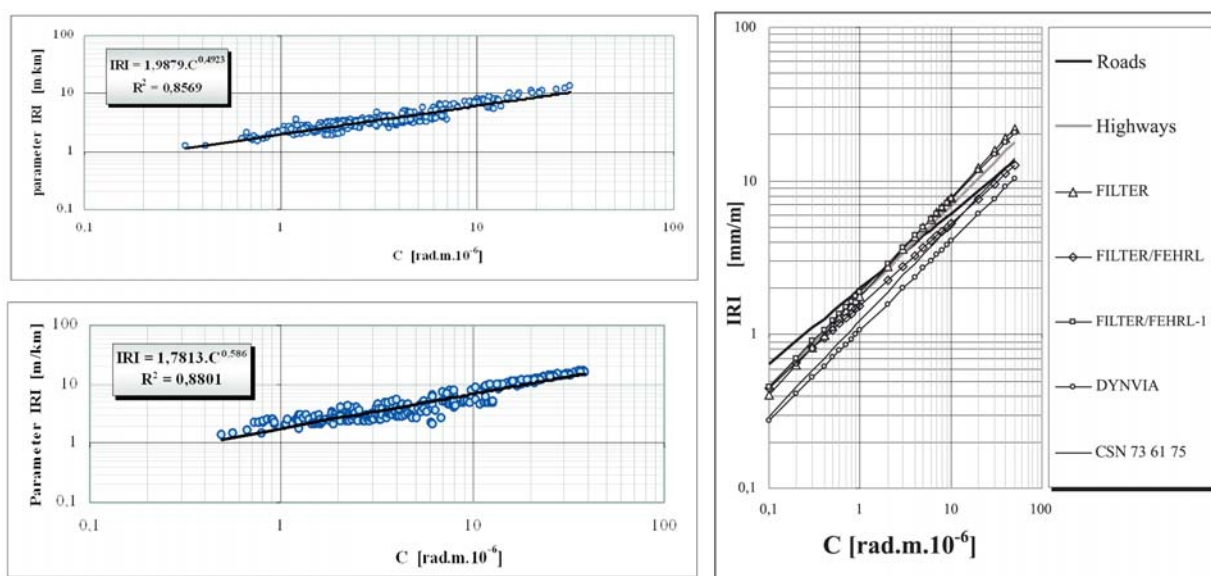 100
10
1
0.1
parameter IRI [m km]
IRI = 1,9879.C^0,4923
R² = 0,8569
0,1
1
10
100
C [rad.m.10⁻⁶]
100
10
1
0,1
Parameter IRI [m/km]
IRI = 1,7813.C^0,586
R² = 0,8801
0,1
1
10
100
C [rad.m.10⁻⁶]
100
10
1
0,1
IRI [mm/m]
0,1
1
10
100
C [rad.m.10⁻⁶]
Roads
Highways
FILTER
FILTER/FEHRL
FILTER/FEHRL-1
DYNVIA
CSN 73 61 75